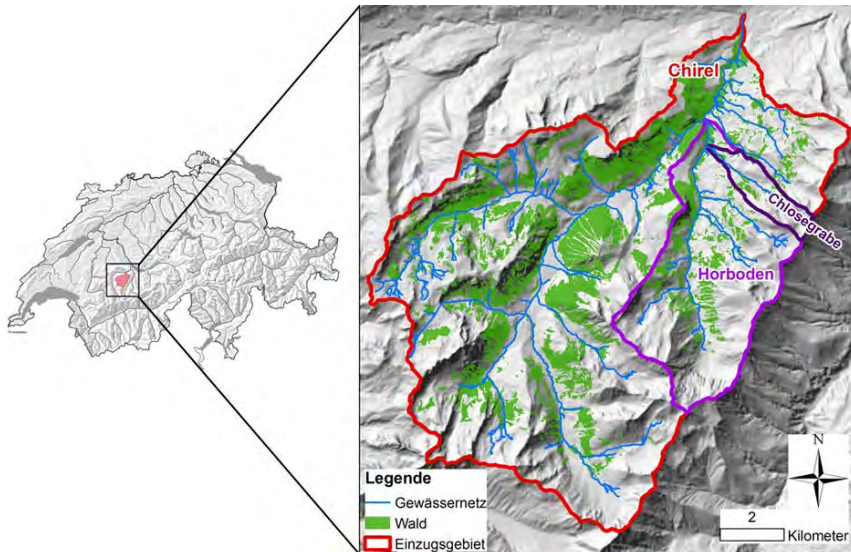 Chirel
Chlosegrabe
Horboden
N
Legende
Gewässernetz
Wald
Einzugsgebiet
2
Kilometer